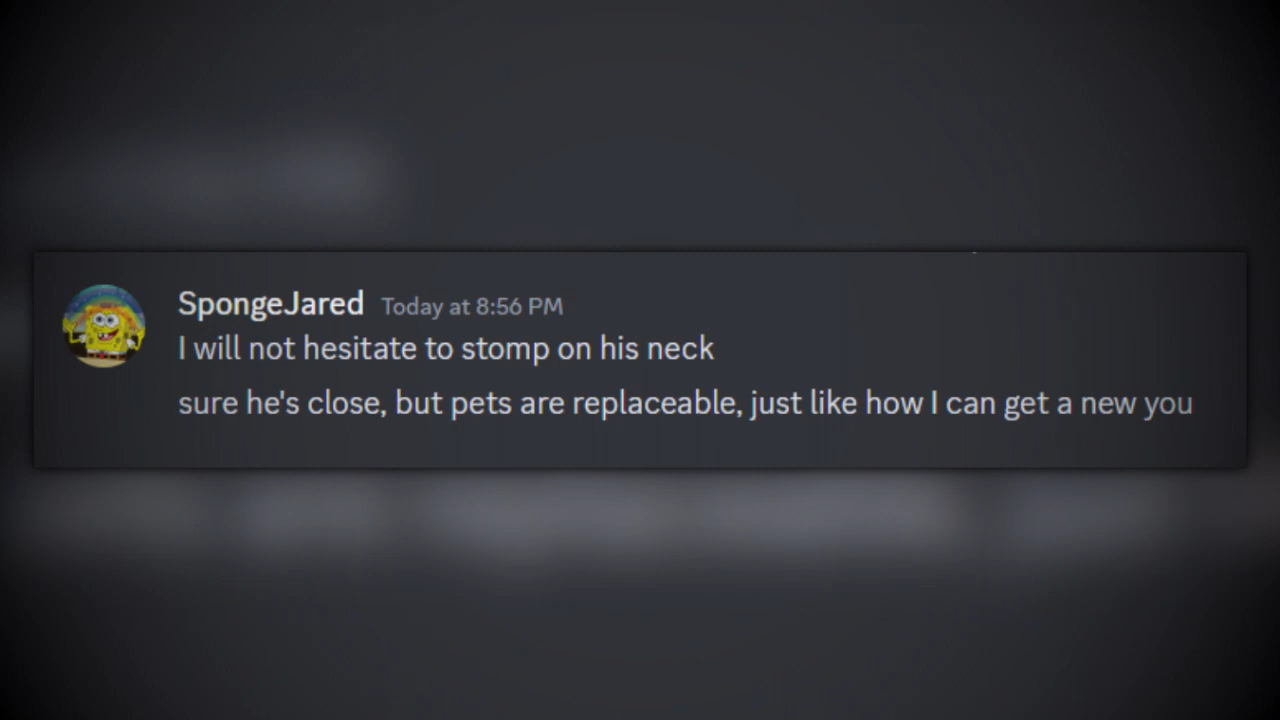 SpongeJared Today at 8:56 PM
I will not hesitate to stomp on his neck
sure he's close, but pets are replaceable, just like how I can get a new you